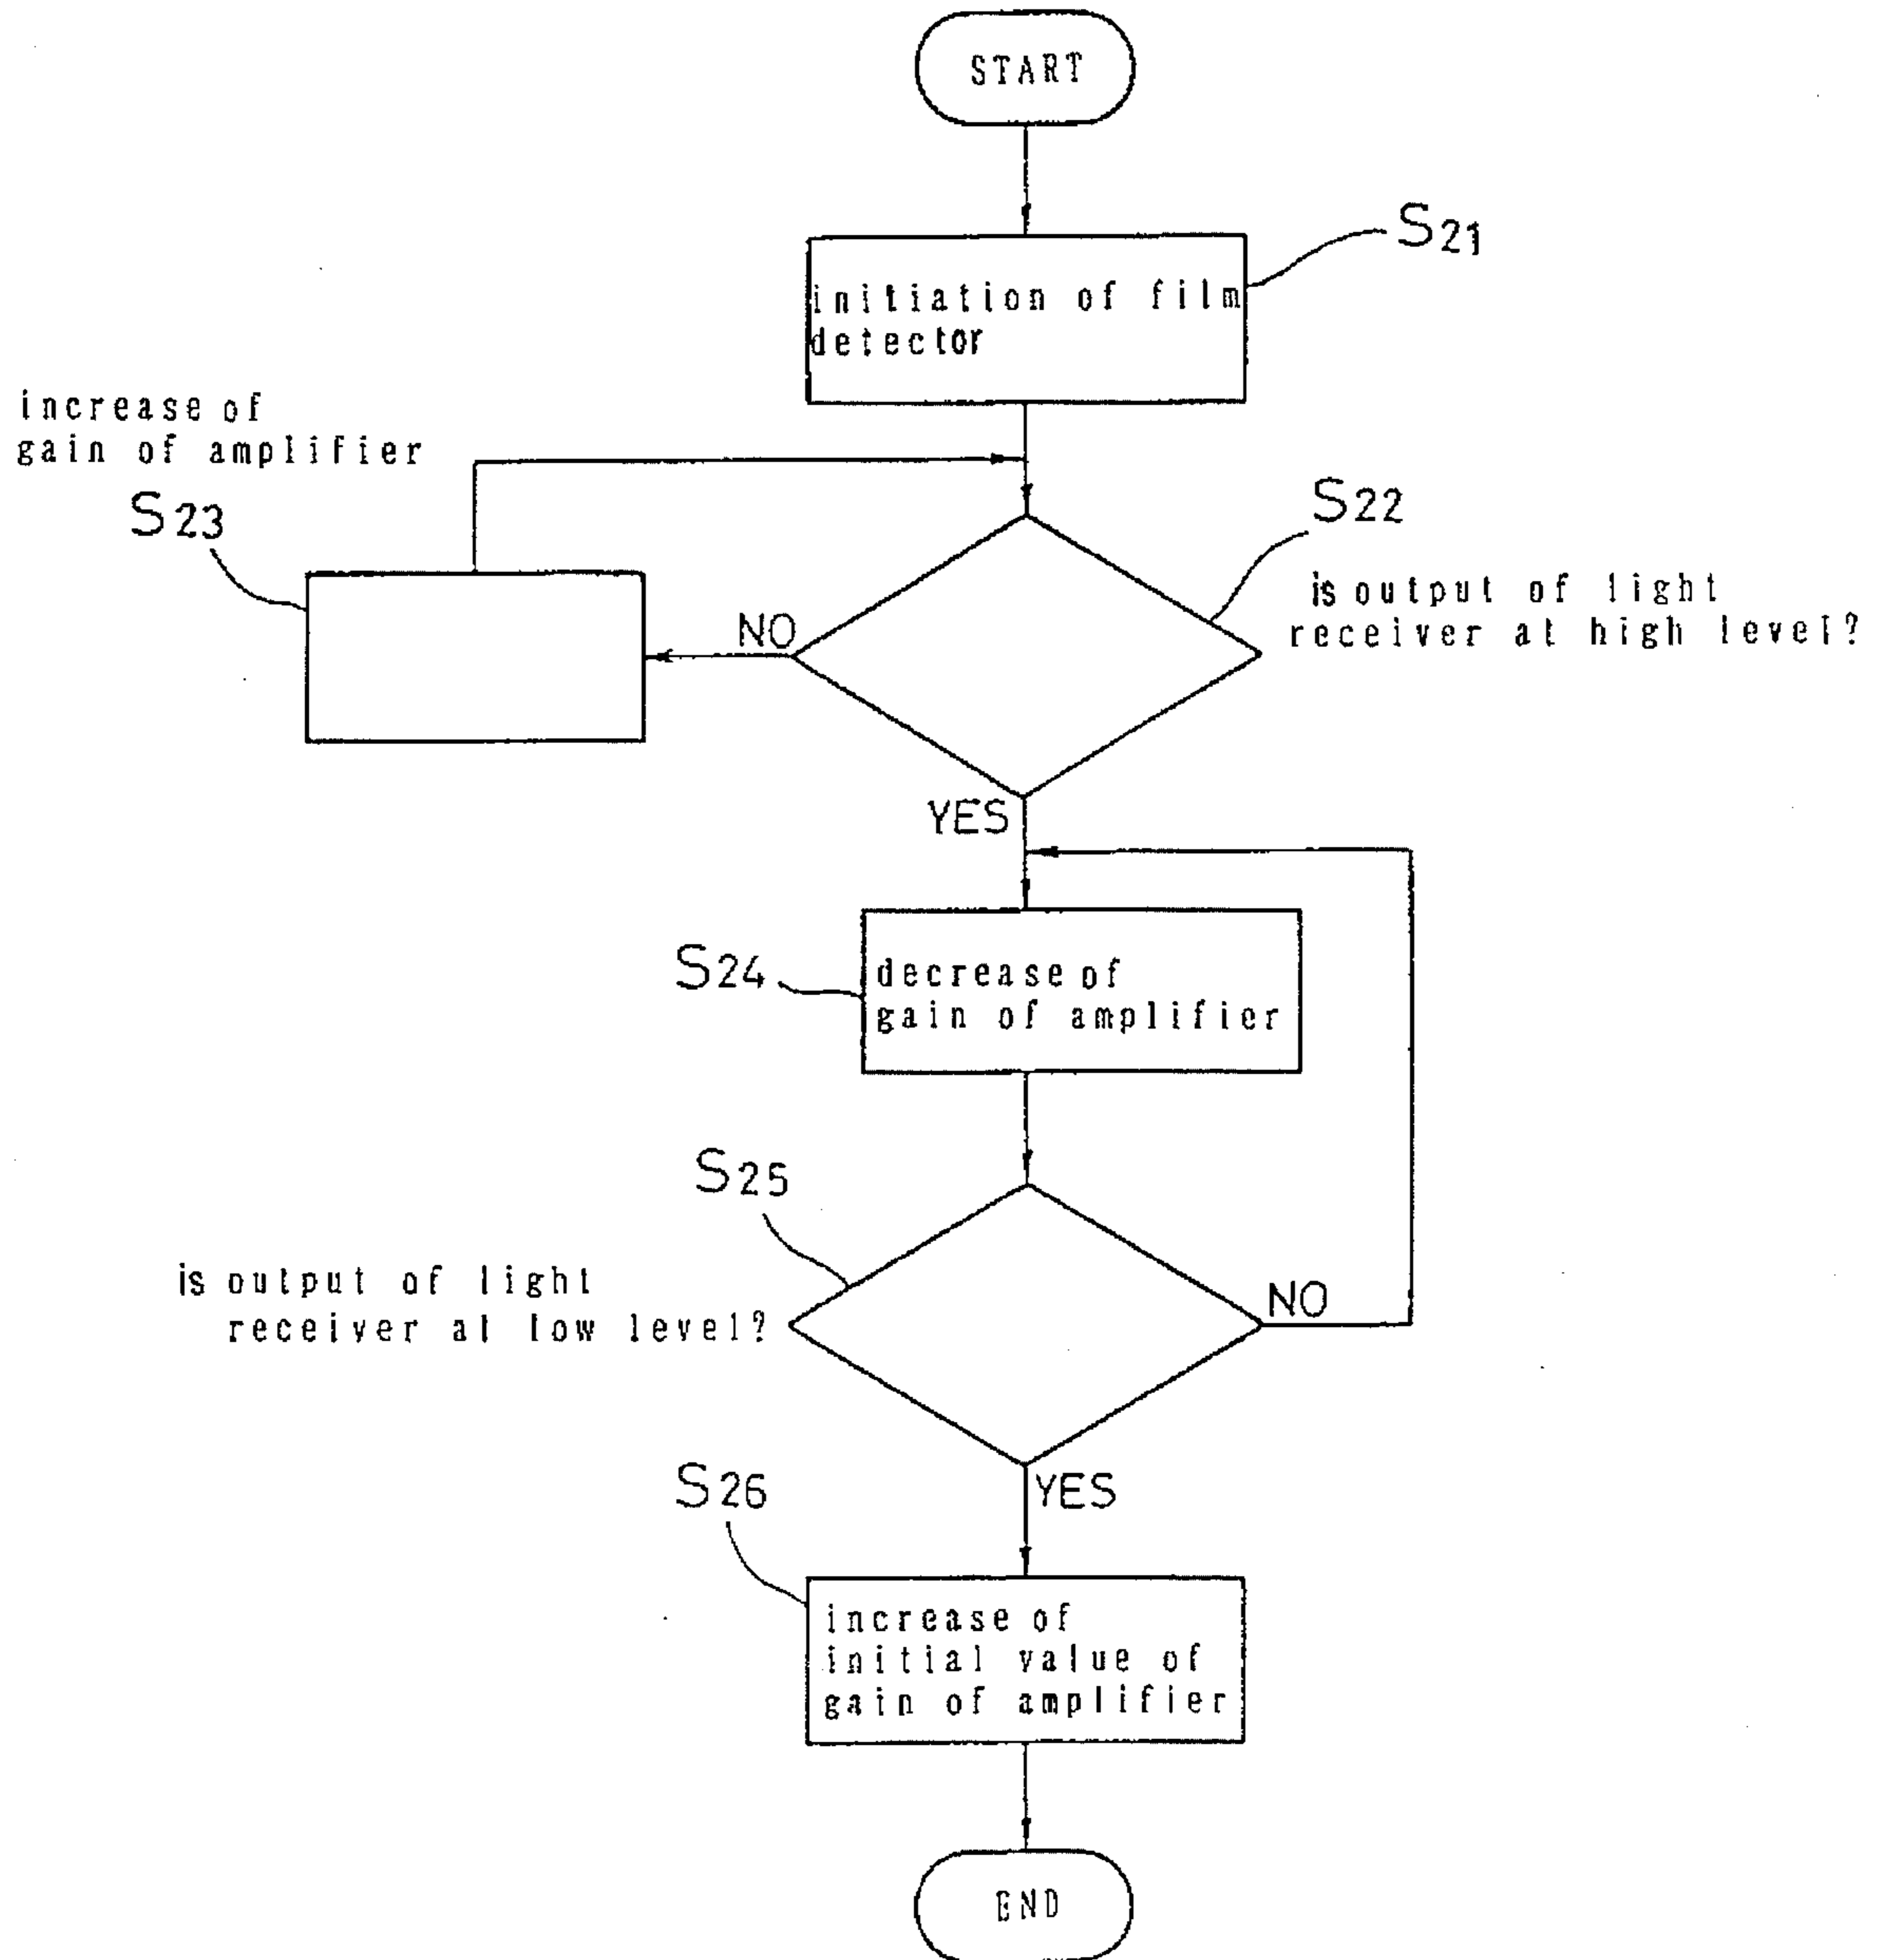 START
S21
initiation of film
detector
increase of
gain of amplifier
S23
S22
is output of light
receiver at high level?
NO
YES
S24
decrease of
gain of amplifier
S25
is output of light
receiver at low level?
NO
S26
YES
increase of
initial value of
gain of amplifier
END